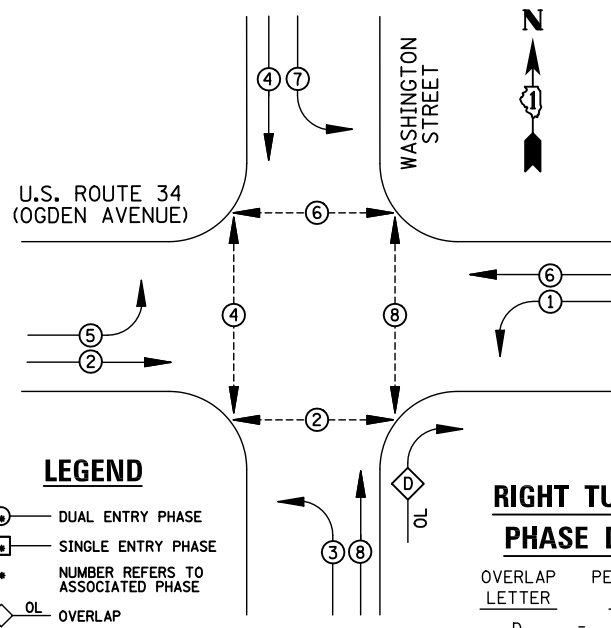 N
1
WASHINGTON
STREET
U.S. ROUTE 34
(OGDEN AVENUE)
4
7
6
6
1
4
8
5
2
2
D
OL
3
8
LEGEND
* DUAL ENTRY PHASE
* SINGLE ENTRY PHASE
* NUMBER REFERS TO
ASSOCIATED PHASE
OL OVERLAP
RIGHT TU
PHASE D
OVERLAP PE
LETTER